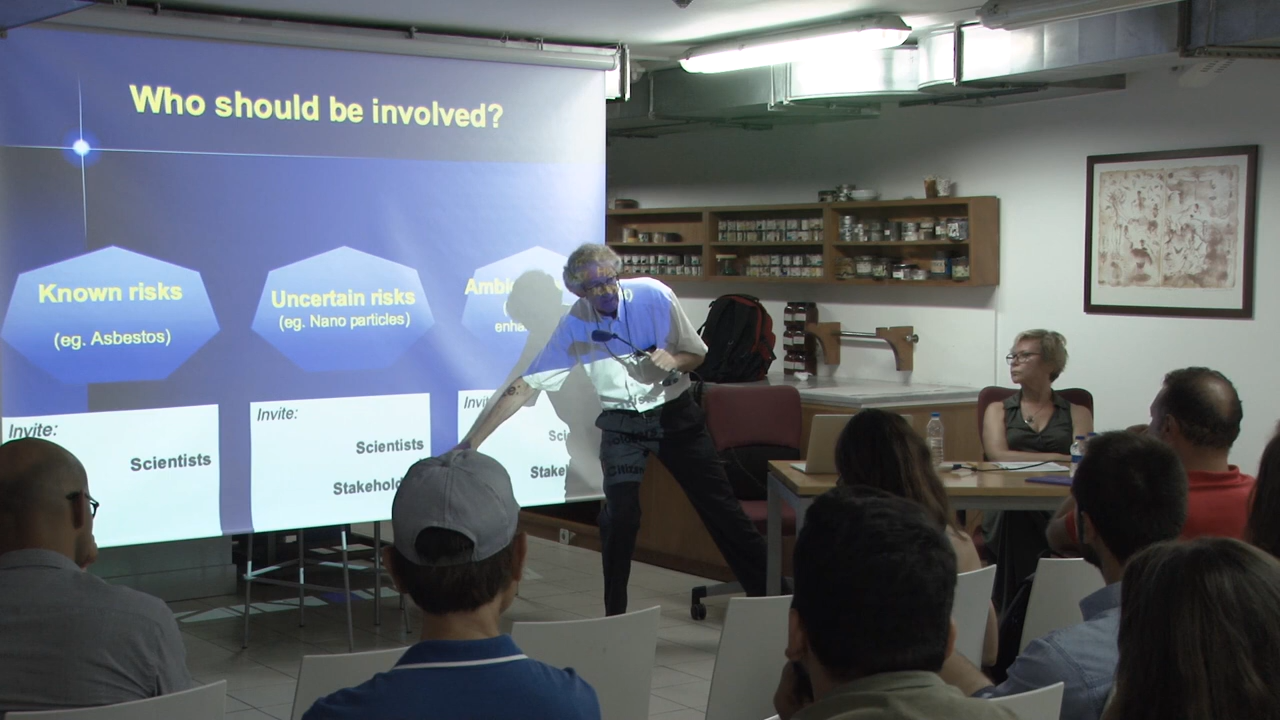 Who should be involved?
Known risks
(eg. Asbestos)
Uncertain risks
(eg. Nano particles)
Invite:
Scientists
Invite:
Scientists